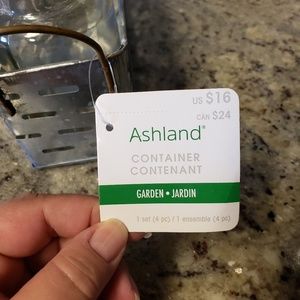 US $16
CAN $24
Ashland®
CONTAINER
CONTENANT
GARDEN • JARDIN
1 set (4 pc) / 1 ensemble (4 pc)